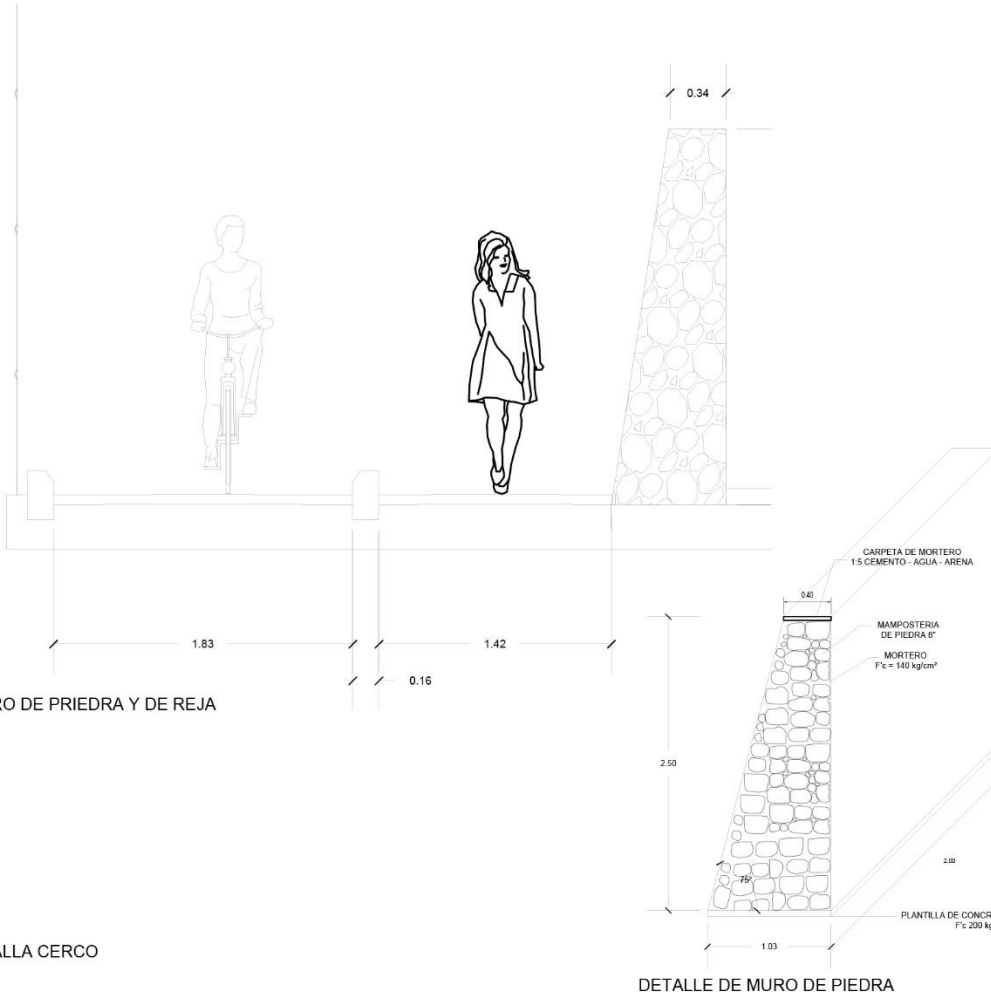 0.34
1.83
1.42
0.16
RO DE PRIEDRA Y DE REJA
CARPETA DE MORTERO
1:5 CEMENTO - AGUA - ARENA
0.40
MAMPOSTERIA
DE PIEDRA 8"
MORTERO
F'c = 140 kg/cm²
2.50
2.00
75°
PLANTILLA DE CONCR
F'c 200 kg
1.03
ALLA CERCO
DETALLE DE MURO DE PIEDRA